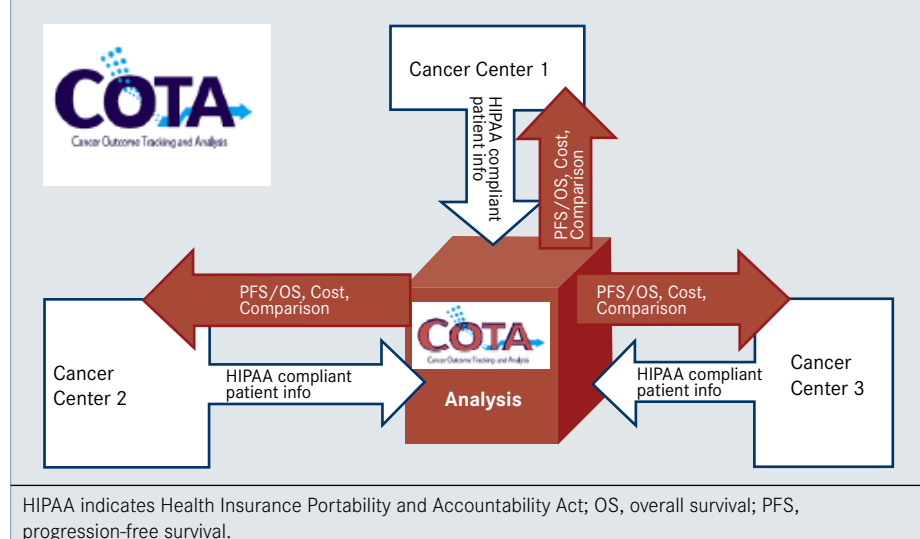 COTA
Cancer Outcome Tracking and Analysis
Cancer Center 1
HIPAA compliant
patient info
PFS/OS, Cost,
Comparison
PFS/OS, Cost,
Comparison
PFS/OS, Cost,
Comparison
COTA
Cancer Outcome Tracking and Analysis
Analysis
Cancer
Center 2
HIPAA compliant
patient info
HIPAA compliant
patient info
Cancer
Center 3
HIPAA indicates Health Insurance Portability and Accountability Act; OS, overall survival; PFS,
progression-free survival.